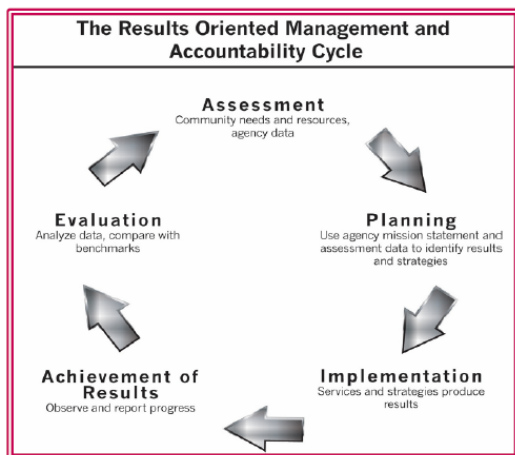 The Results Oriented Management and
Accountability Cycle
Assessment
Community needs and resources,
agency data
Planning
Use agency mission statement and
assessment data to identify results
and strategies
Implementation
Services and strategies produce
results
Achievement of
Results
Observe and report progress
Evaluation
Analyze data, compare with
benchmarks